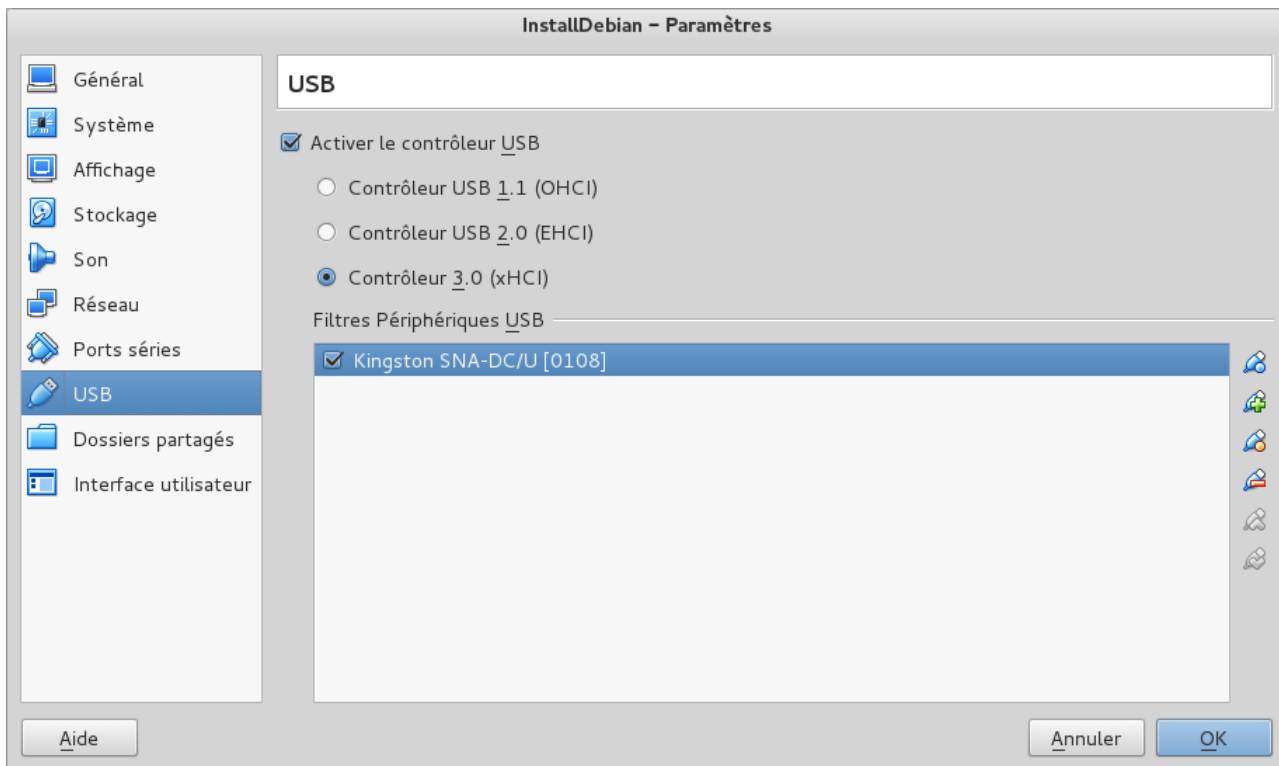 InstallDebian – Paramètres
Général
Système
Affichage
Stockage
Son
Réseau
Ports séries
USB
Dossiers partagés
Interface utilisateur
USB
Activer le contrôleur USB
Contrôleur USB 1.1 (OHCI)
Contrôleur USB 2.0 (EHCI)
Contrôleur 3.0 (xHCI)
Filtres Périphériques USB
Kingston SNA-DC/U [0108]
Aide
Annuler
OK